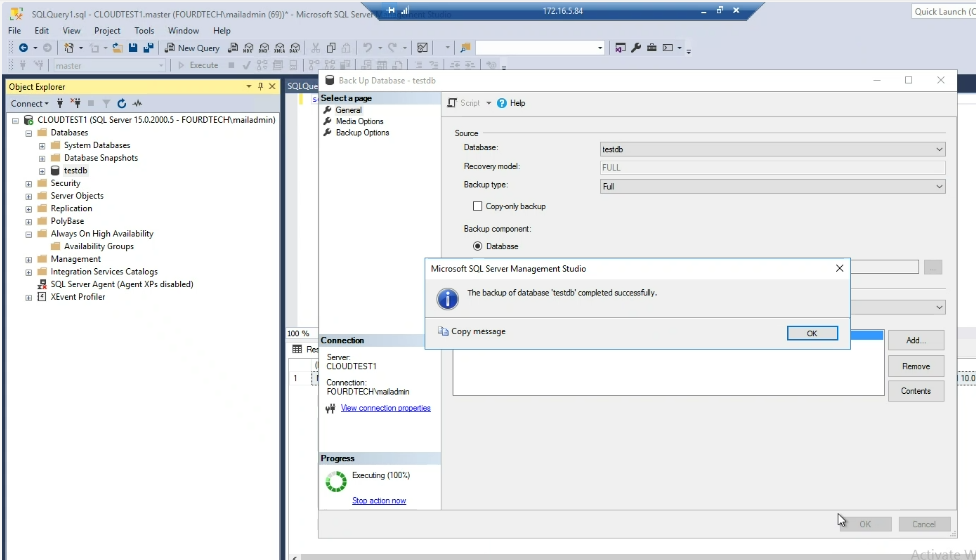 SQLQuery1.sql - CLOUDTEST1.master (FOURDTECH\mailadmin (69))* - Microsoft SQL Ser
172.16.5.84
Quick Launch (
File Edit View Project Tools Window Help
New Query
master
Execute
Object Explorer
Connect
CLOUDTEST1 (SQL Server 15.0.2000.5 - FOURDTECH\mailadmin)
Databases
System Databases
Database Snapshots
testdb
Security
Server Objects
Replication
PolyBase
Always On High Availability
Availability Groups
Management
Integration Services Catalogs
SQL Server Agent (Agent XPs disabled)
XEvent Profiler
SQLQue
100 %
Res
1
10.0
Back Up Database - testdb
Select a page
General
Media Options
Backup Options
Script
Help
Source
Database:
testdb
Recovery model:
FULL
Backup type:
Full
Copy-only backup
Backup component:
Database
Microsoft SQL Server Management Studio
The backup of database 'testdb' completed successfully.
Copy message
OK
Add...
Remove
Contents
Connection
Server:
CLOUDTEST1
Connection:
FOURDTECH\mailadmin
View connection properties
Progress
Executing (100%)
Stop action now
OK
Cancel
Activate W